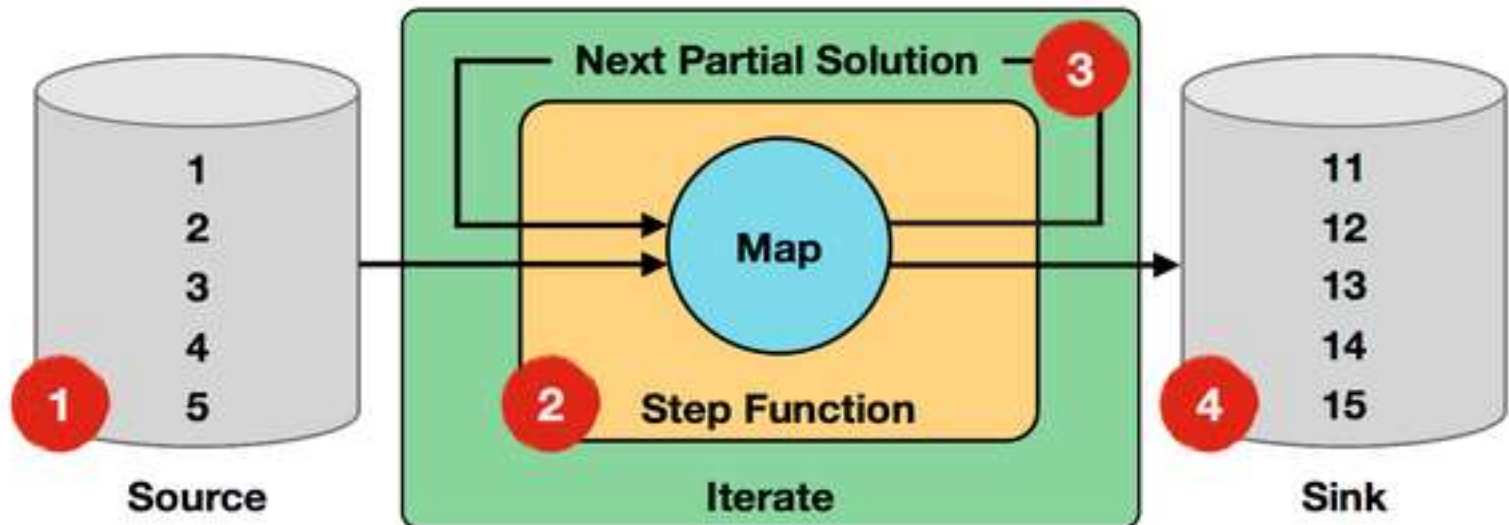 1
2
3
4
5
1
Source
Next Partial Solution
3
Map
2
Step Function
Iterate
11
12
13
14
15
4
Sink